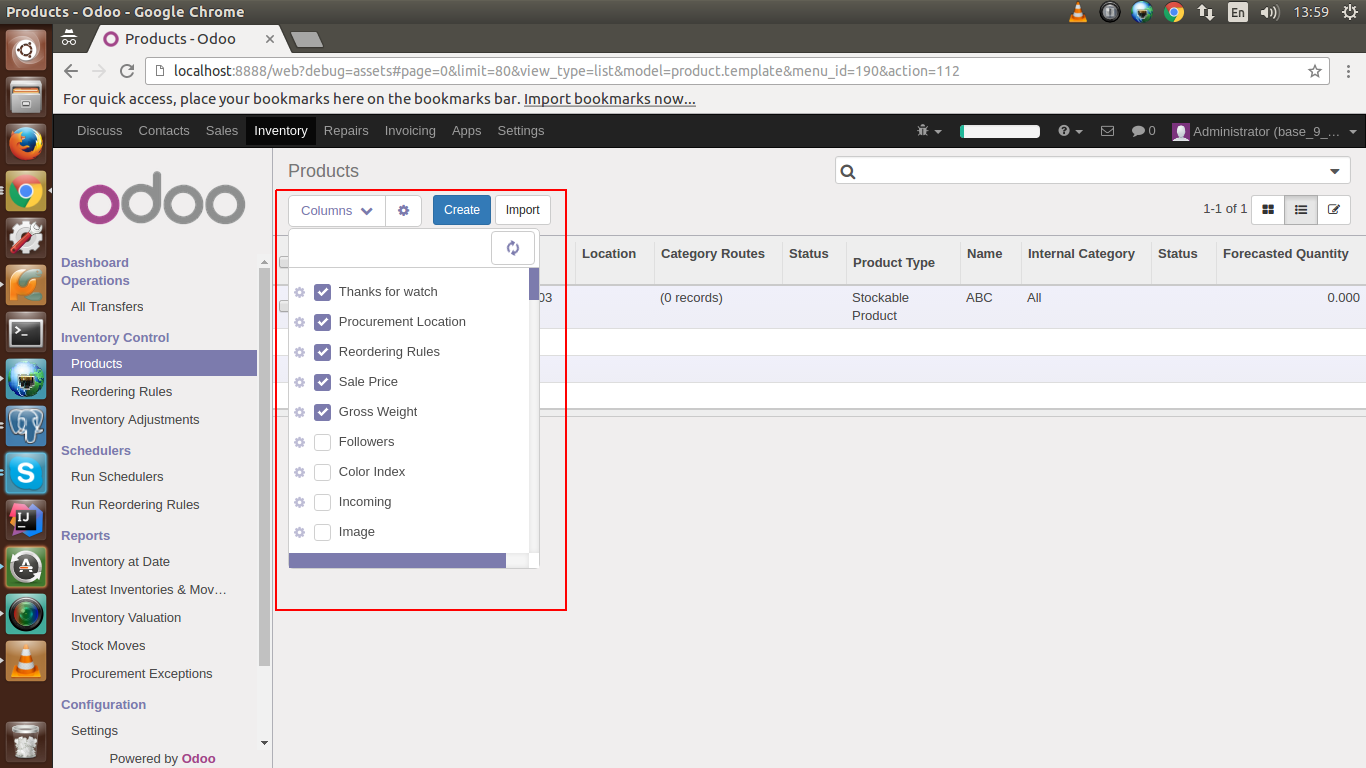 Products - Odoo - Google Chrome
En
13:59
Products - Odoo
localhost:8888/web?debug=assets#page=0&limit=80&view_type=list&model=product.template&menu_id=190&action=112
For quick access, place your bookmarks here on the bookmarks bar. Import bookmarks now...
Discuss Contacts Sales Inventory Repairs Invoicing Apps Settings
0 Administrator (base_9_...
odoo
Dashboard
Operations
All Transfers
Inventory Control
Products
Reordering Rules
Inventory Adjustments
Schedulers
Run Schedulers
Run Reordering Rules
Reports
Inventory at Date
Latest Inventories & Mov…
Inventory Valuation
Stock Moves
Procurement Exceptions
Configuration
Settings
Powered by Odoo
Products
Columns Create Import
1-1 of 1
Thanks for watch
Procurement Location
Reordering Rules
Sale Price
Gross Weight
Followers
Color Index
Incoming
Image
Location Category Routes Status Product Type Name Internal Category Status Forecasted Quantity
03 (0 records) Stockable Product ABC All 0.000
IJ